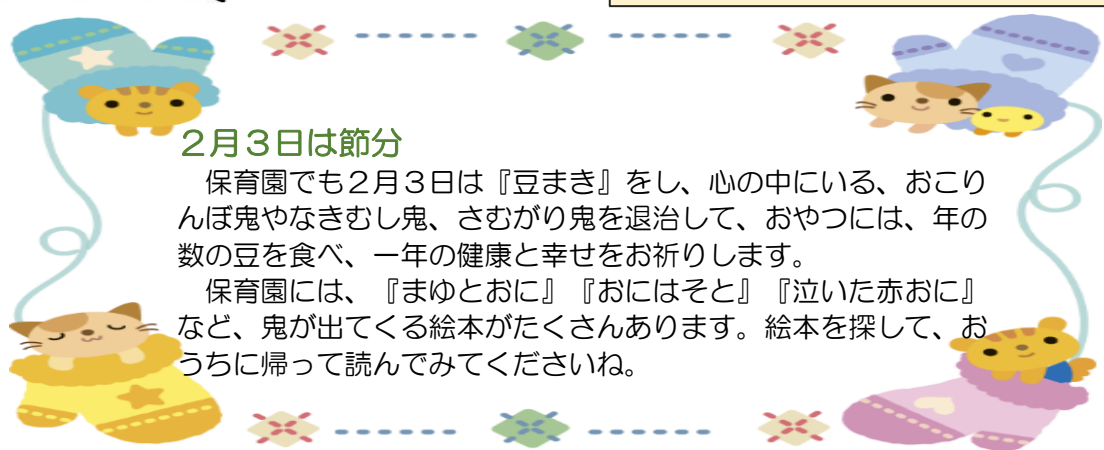 ２月３日は節分
　保育園でも２月３日は『豆まき』をし、心の中にいる、おこり
んぼ鬼やなきむし鬼、さむがり鬼を退治して、おやつには、年の
数の豆を食べ、一年の健康と幸せをお祈りします。
　保育園には、『まゆとおに』『おにはそと』『泣いた赤おに』
など、鬼が出てくる絵本がたくさんあります。絵本を探して、お
うちに帰って読んでみてくださいね。